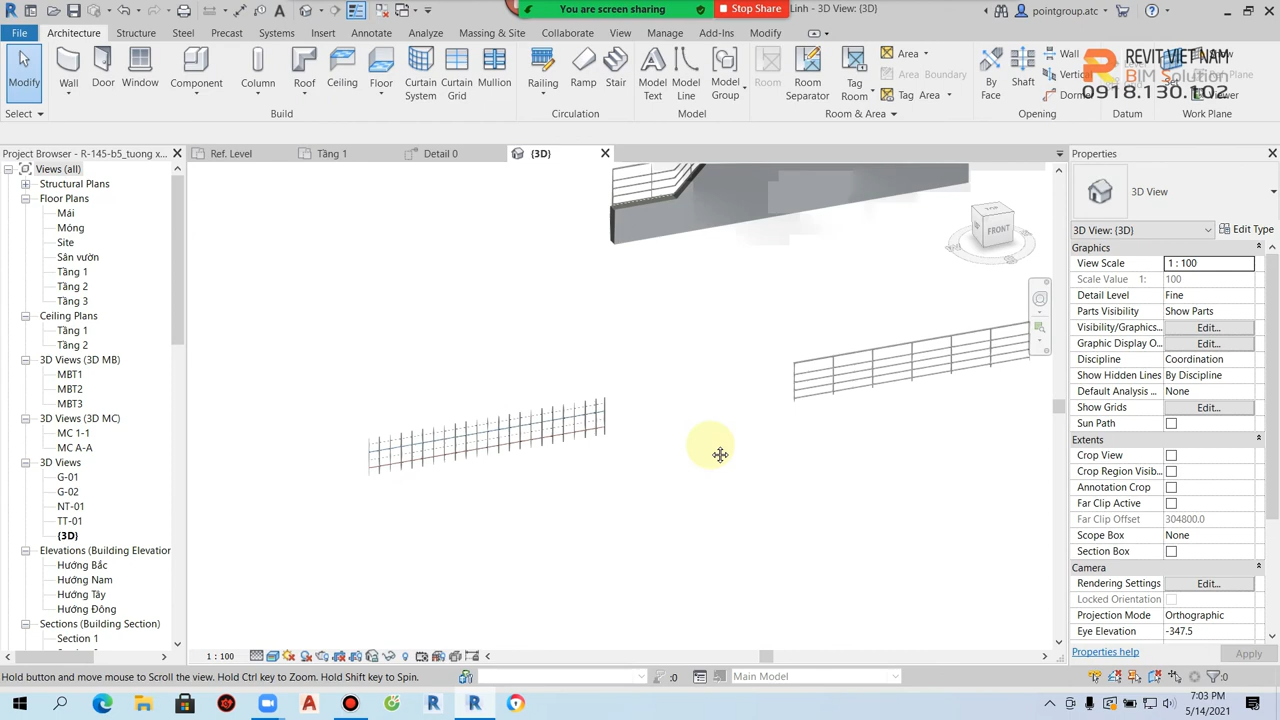 You are screen sharing
Stop Share
Linh - 3D View: {3D}
pointgroup.atc
File
Architecture
Structure
Steel
Precast
Systems
Insert
Annotate
Analyze
Massing & Site
Collaborate
View
Manage
Add-Ins
Modify
Modify
Wall
Door
Window
Component
Column
Roof
Ceiling
Floor
Curtain System
Curtain Grid
Mullion
Railing
Ramp
Stair
Model Text
Model Line
Model Group
Room
Room Separator
Tag Room
Area
Area Boundary
Tag Area
By Face
Shaft
Wall
Vertical
Dormer
Viewer
REVIT VIET NAM
BIM Solution
0918.130.102
Select
Build
Circulation
Model
Room & Area
Opening
Datum
Work Plane
Project Browser - R-145-b5_tuong x...
Ref. Level
Tầng 1
Detail 0
{3D}
Properties
Views (all)
Structural Plans
Floor Plans
Mái
Móng
Site
Sân vườn
Tầng 1
Tầng 2
Tầng 3
Ceiling Plans
Tầng 1
Tầng 2
3D Views (3D MB)
MBT1
MBT2
MBT3
3D Views (3D MC)
MC 1-1
MC A-A
3D Views
G-01
G-02
NT-01
TT-01
{3D}
Elevations (Building Elevation
Hướng Bắc
Hướng Nam
Hướng Tây
Hướng Đông
Sections (Building Section)
Section 1
TOP
FRONT
3D View
3D View: {3D}
Edit Type
Graphics
View Scale 1 : 100
Scale Value 1: 100
Detail Level Fine
Parts Visibility Show Parts
Visibility/Graphics... Edit...
Graphic Display O... Edit...
Discipline Coordination
Show Hidden Lines By Discipline
Default Analysis ... None
Show Grids Edit...
Sun Path
Extents
Crop View
Crop Region Visib...
Annotation Crop
Far Clip Active
Far Clip Offset 304800.0
Scope Box None
Section Box
Camera
Rendering Settings Edit...
Locked Orientation
Projection Mode Orthographic
Eye Elevation -347.5
Properties help
Apply
1 : 100
Hold button and move mouse to Scroll the view. Hold Ctrl key to Zoom. Hold Shift key to Spin.
:0
Main Model
:0
7:03 PM
5/14/2021